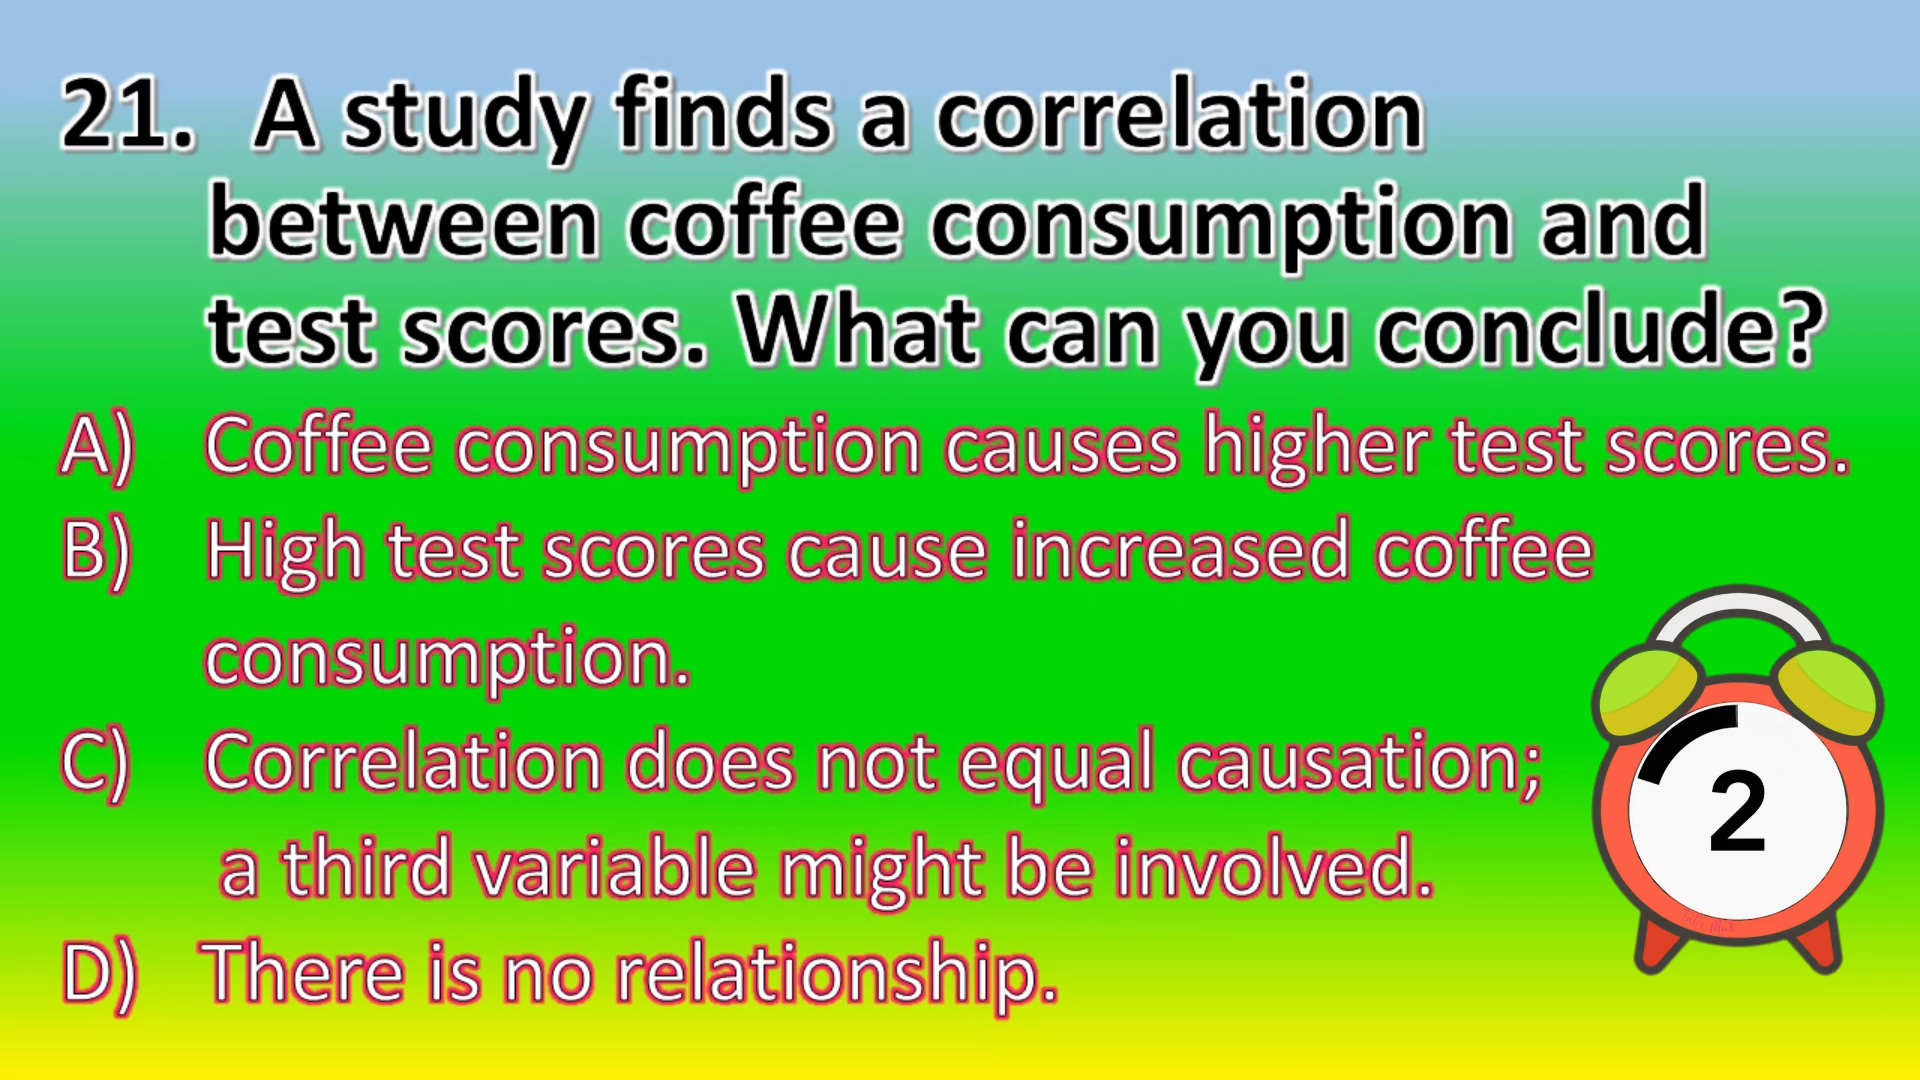 21. A study finds a correlation
between coffee consumption and
test scores. What can you conclude?
A) Coffee consumption causes higher test scores.
B) High test scores cause increased coffee
consumption.
C) Correlation does not equal causation;
a third variable might be involved.
D) There is no relationship.
2